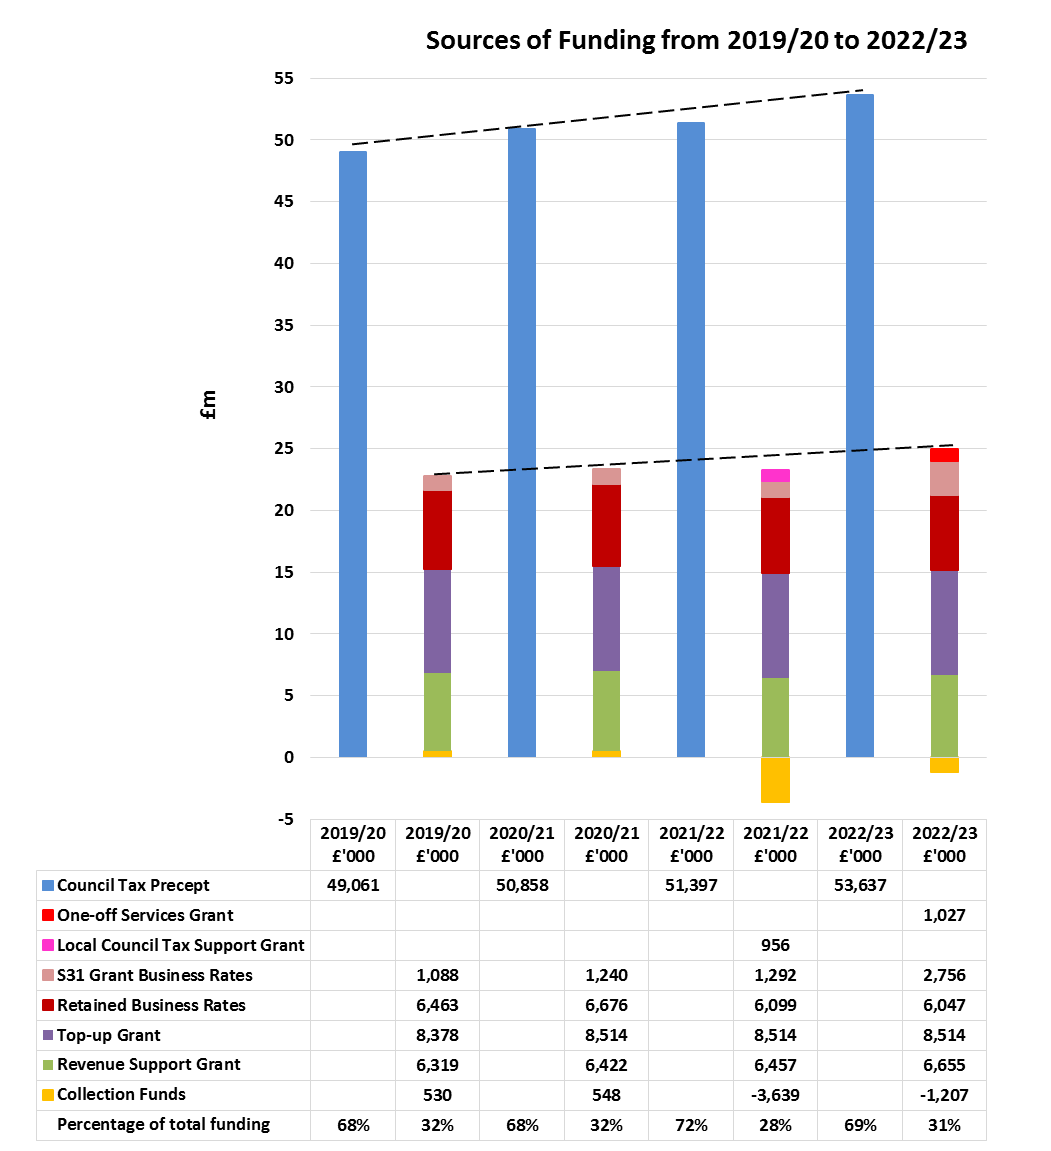 Sources of Funding from 2019/20 to 2022/23
55
50
45
40
35
30
25
20
15
10
5
0
-5
£m
2019/20 2019/20 2020/21 2020/21 2021/22 2021/22 2022/23 2022/23
£'000 £'000 £'000 £'000 £'000 £'000 £'000 £'000
Council Tax Precept 49,061 50,858 51,397 53,637
One-off Services Grant 1,027
Local Council Tax Support Grant 956
S31 Grant Business Rates 1,088 1,240 1,292 2,756
Retained Business Rates 6,463 6,676 6,099 6,047
Top-up Grant 8,378 8,514 8,514 8,514
Revenue Support Grant 6,319 6,422 6,457 6,655
Collection Funds 530 548 -3,639 -1,207
Percentage of total funding 68% 32% 68% 32% 72% 28% 69% 31%